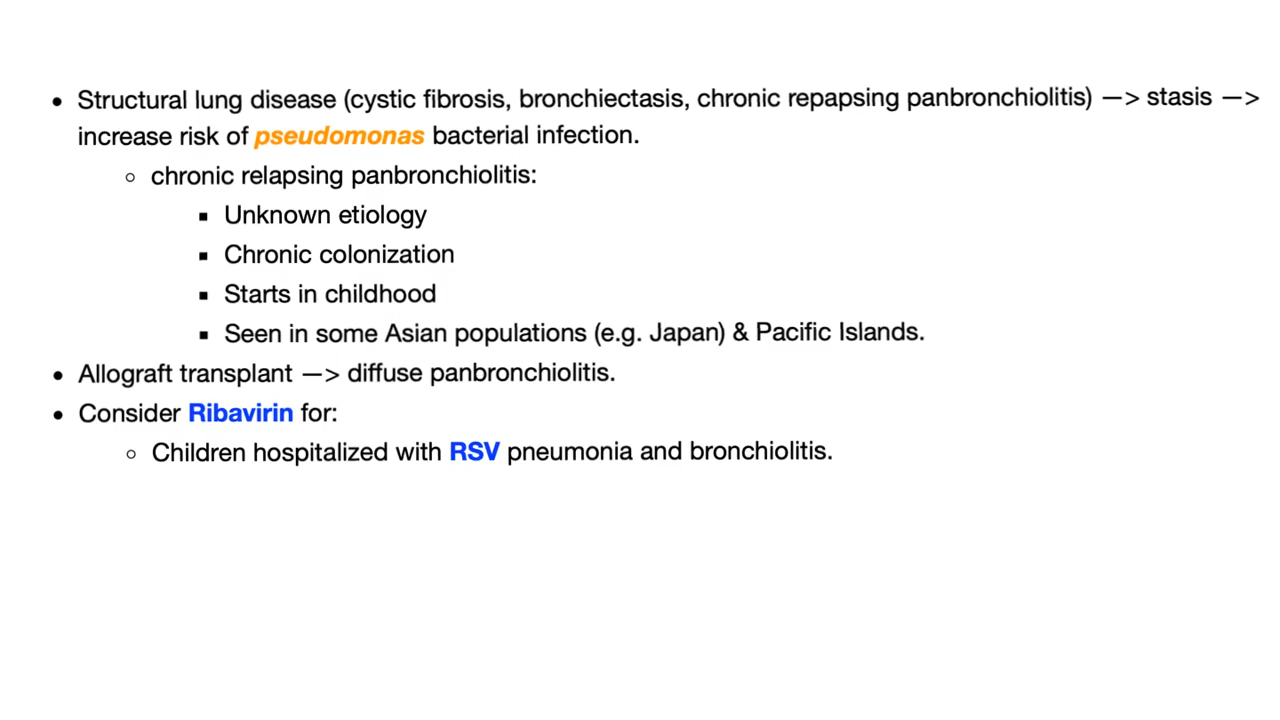 • Structural lung disease (cystic fibrosis, bronchiectasis, chronic repapsing panbronchiolitis) —> stasis —>
increase risk of pseudomonas bacterial infection.
◦ chronic relapsing panbronchiolitis:
▪ Unknown etiology
▪ Chronic colonization
▪ Starts in childhood
▪ Seen in some Asian populations (e.g. Japan) & Pacific Islands.
• Allograft transplant —> diffuse panbronchiolitis.
• Consider Ribavirin for:
◦ Children hospitalized with RSV pneumonia and bronchiolitis.